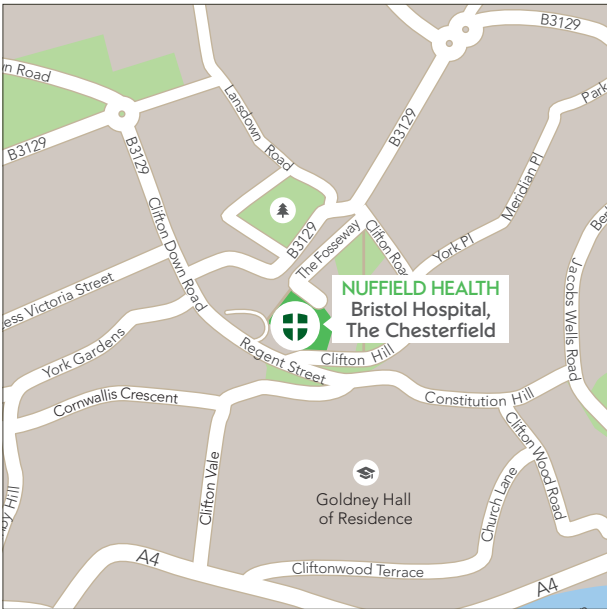 B3129
n Road
Park
Lansdown Road
B3129
B3129
B3129
Meridian Pl
Clifton Down Road
B3129
The Fosseway
Clifton Road
York Pl
Jacobs Wells Road
ess Victoria Street
NUFFIELD HEALTH
Bristol Hospital,
The Chesterfield
York Gardens
Regent Street
Clifton Hill
Cornwallis Crescent
Constitution Hill
Clifton Wood Road
Clifton Vale
Goldney Hall
of Residence
Church Lane
by Hill
A4
Cliftonwood Terrace
A4